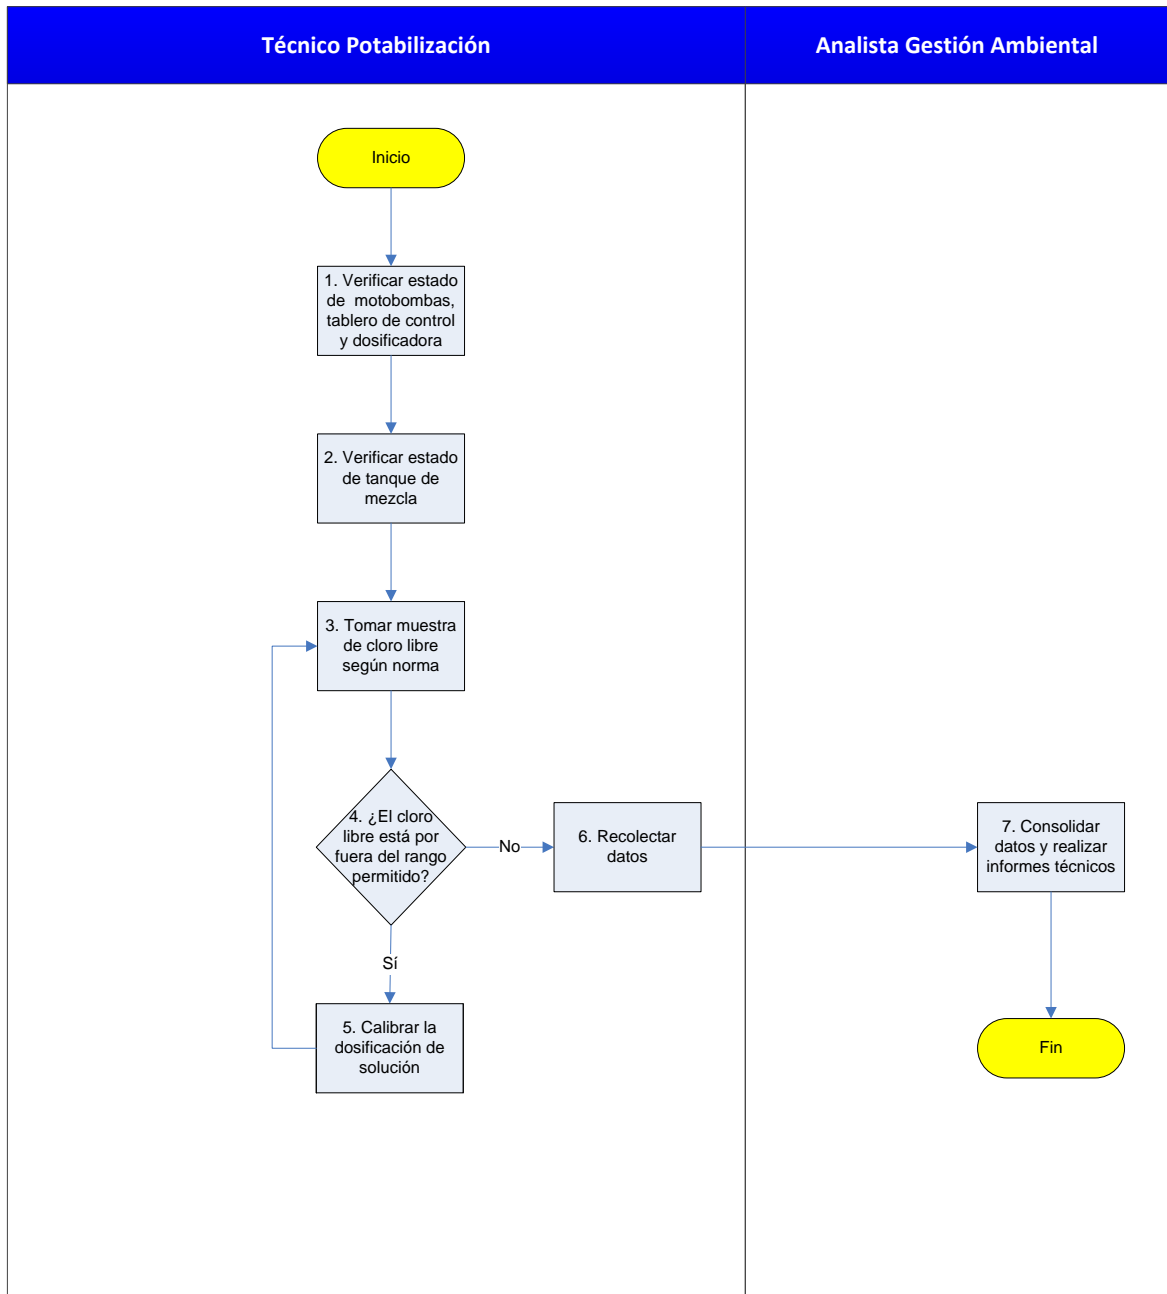 Técnico Potabilización
Analista Gestión Ambiental
Inicio
1. Verificar estado
de motobombas,
tablero de control
y dosificadora
2. Verificar estado
de tanque de
mezcla
3. Tomar muestra
de cloro libre
según norma
4. ¿El cloro
libre está por
fuera del rango
permitido?
No
6. Recolectar
datos
7. Consolidar
datos y realizar
informes técnicos
Sí
5. Calibrar la
dosificación de
solución
Fin